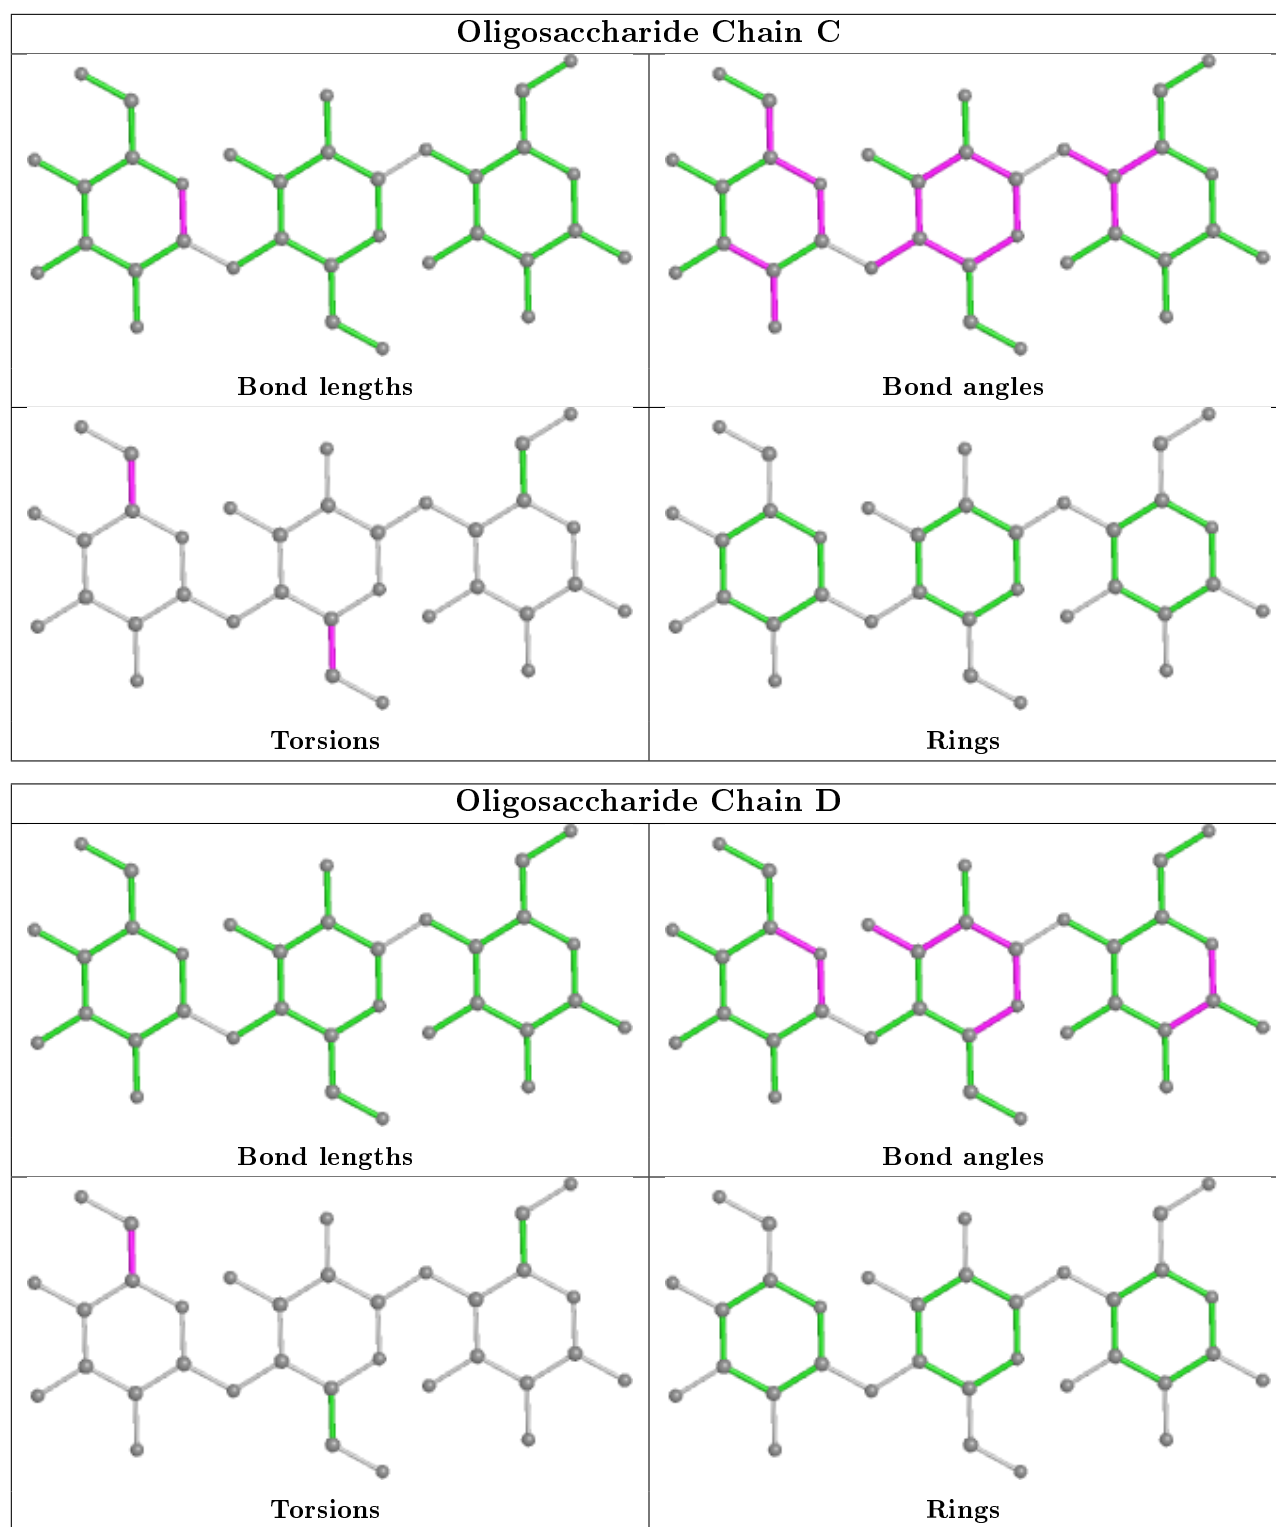 Oligosaccharide Chain C
Bond lengths
Bond angles
Torsions
Rings
Oligosaccharide Chain D
Bond lengths
Bond angles
Torsions
Rings